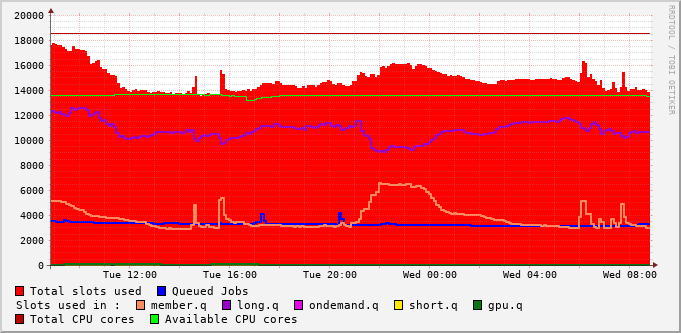 RRDTOOL / TOBI OETIKER
20000
18000
16000
14000
12000
10000
8000
6000
4000
2000
0
Tue 12:00 Tue 16:00 Tue 20:00 Wed 00:00 Wed 04:00 Wed 08:00
Total slots used Queued Jobs
Slots used in : member.q long.q ondemand.q short.q gpu.q
Total CPU cores Available CPU cores